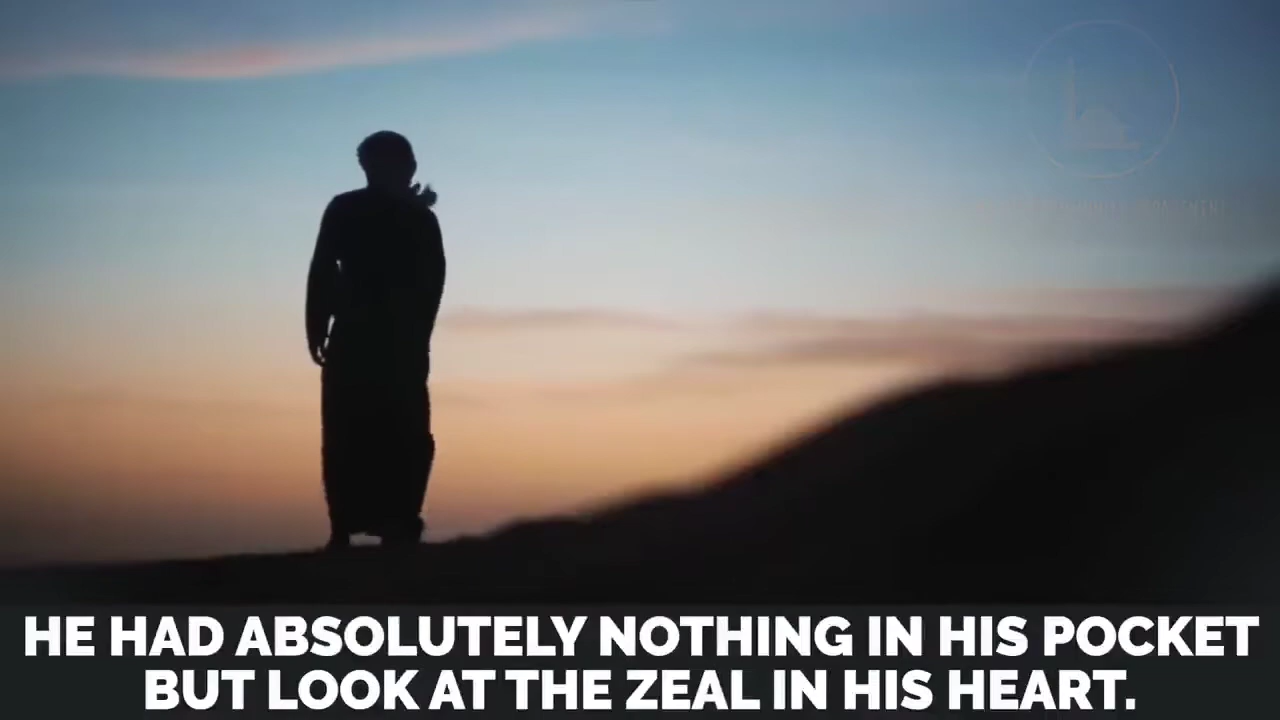 HE HAD ABSOLUTELY NOTHING IN HIS POCKET
BUT LOOK AT THE ZEAL IN HIS HEART.